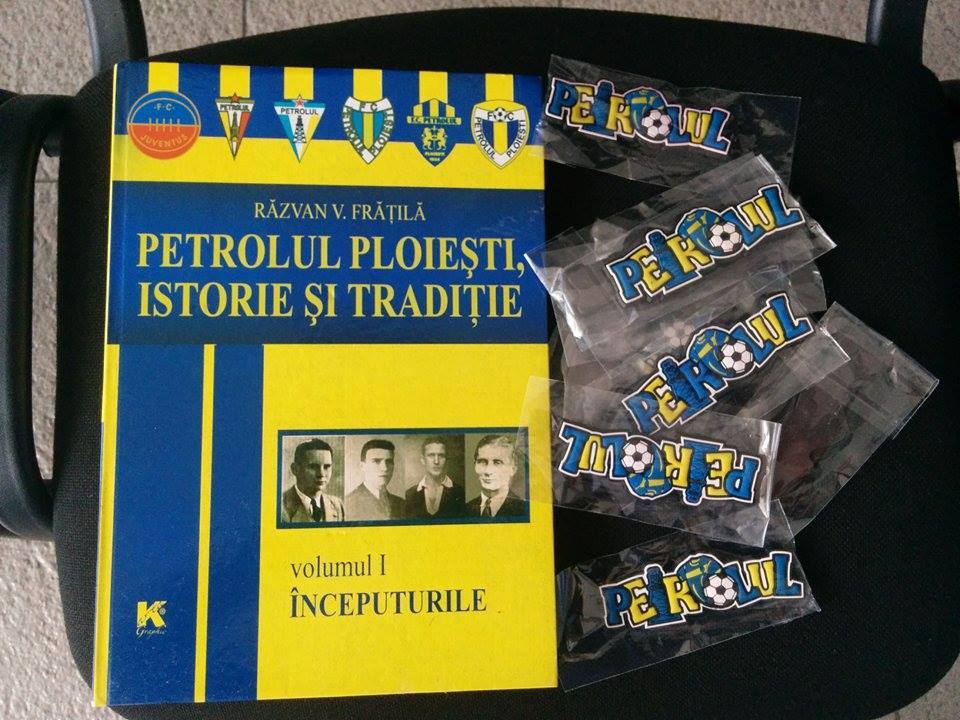 F.C.
JUVENTUS
PETROLUL
PETROLUL
F C
PETROLUL PLOIEŞTI
F.C. PETROLUL
PLOIEŞTI
F C
PETROLUL PLOIEŞTI
RĂZVAN V. FRĂŢILĂ
PETROLUL PLOIEŞTI,
ISTORIE ŞI TRADIŢIE
volumul I
ÎNCEPUTURILE
K
Graphic
PETROLUL
PETROLUL
PETROLUL
PETROLUL
PETROLUL